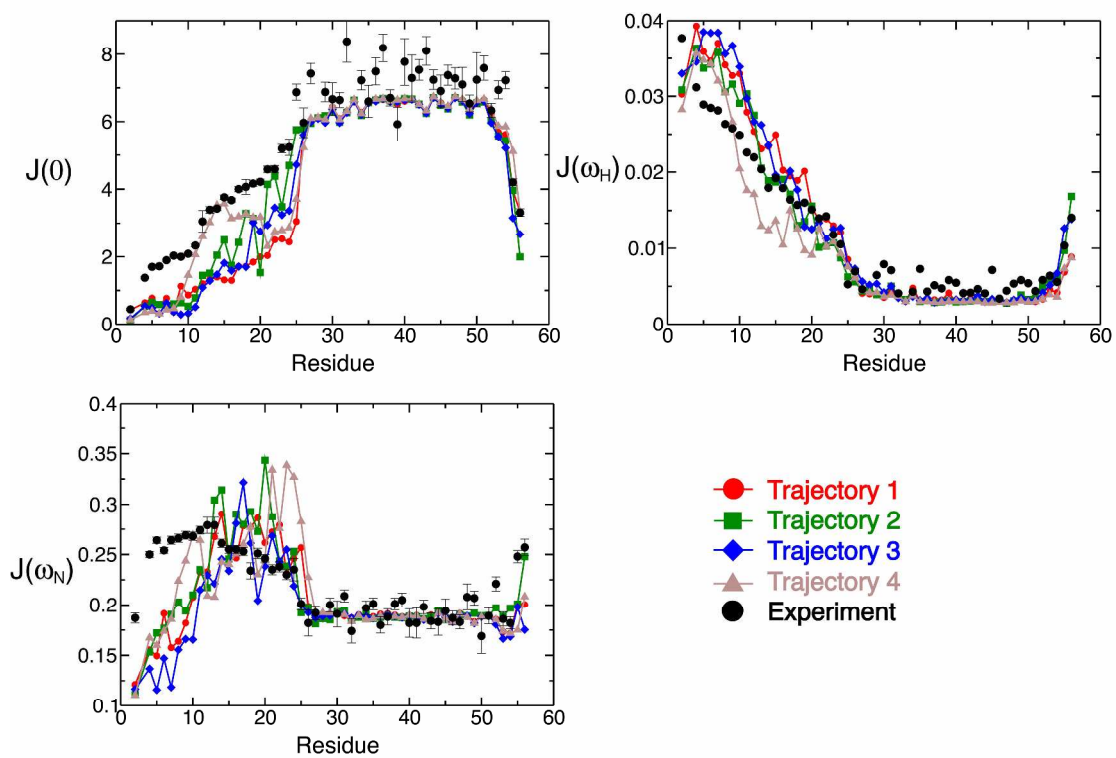 8
6
4
2
0
J(0)
0 10 20 30 40 50 60
Residue
0.04
0.03
0.02
0.01
0
J(ωH)
0 10 20 30 40 50 60
Residue
0.4
0.35
0.3
0.25
0.2
0.15
0.1
J(ωN)
0 10 20 30 40 50 60
Residue
Trajectory 1
Trajectory 2
Trajectory 3
Trajectory 4
Experiment